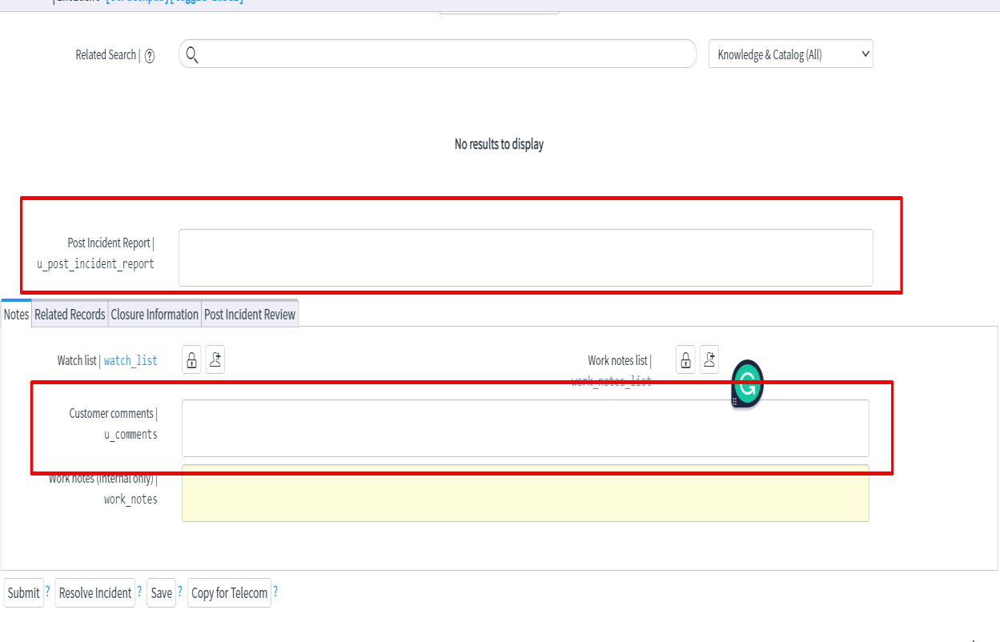 Related Search | ?
Knowledge & Catalog (All)
No results to display
Post Incident Report |
u_post_incident_report
Notes
Related Records
Closure Information
Post Incident Review
Watch list | watch_list
Work notes list |
work_notes_list
Customer comments |
u_comments
Work notes (Internal only) |
work_notes
Submit ? Resolve Incident ? Save ? Copy for Telecom ?